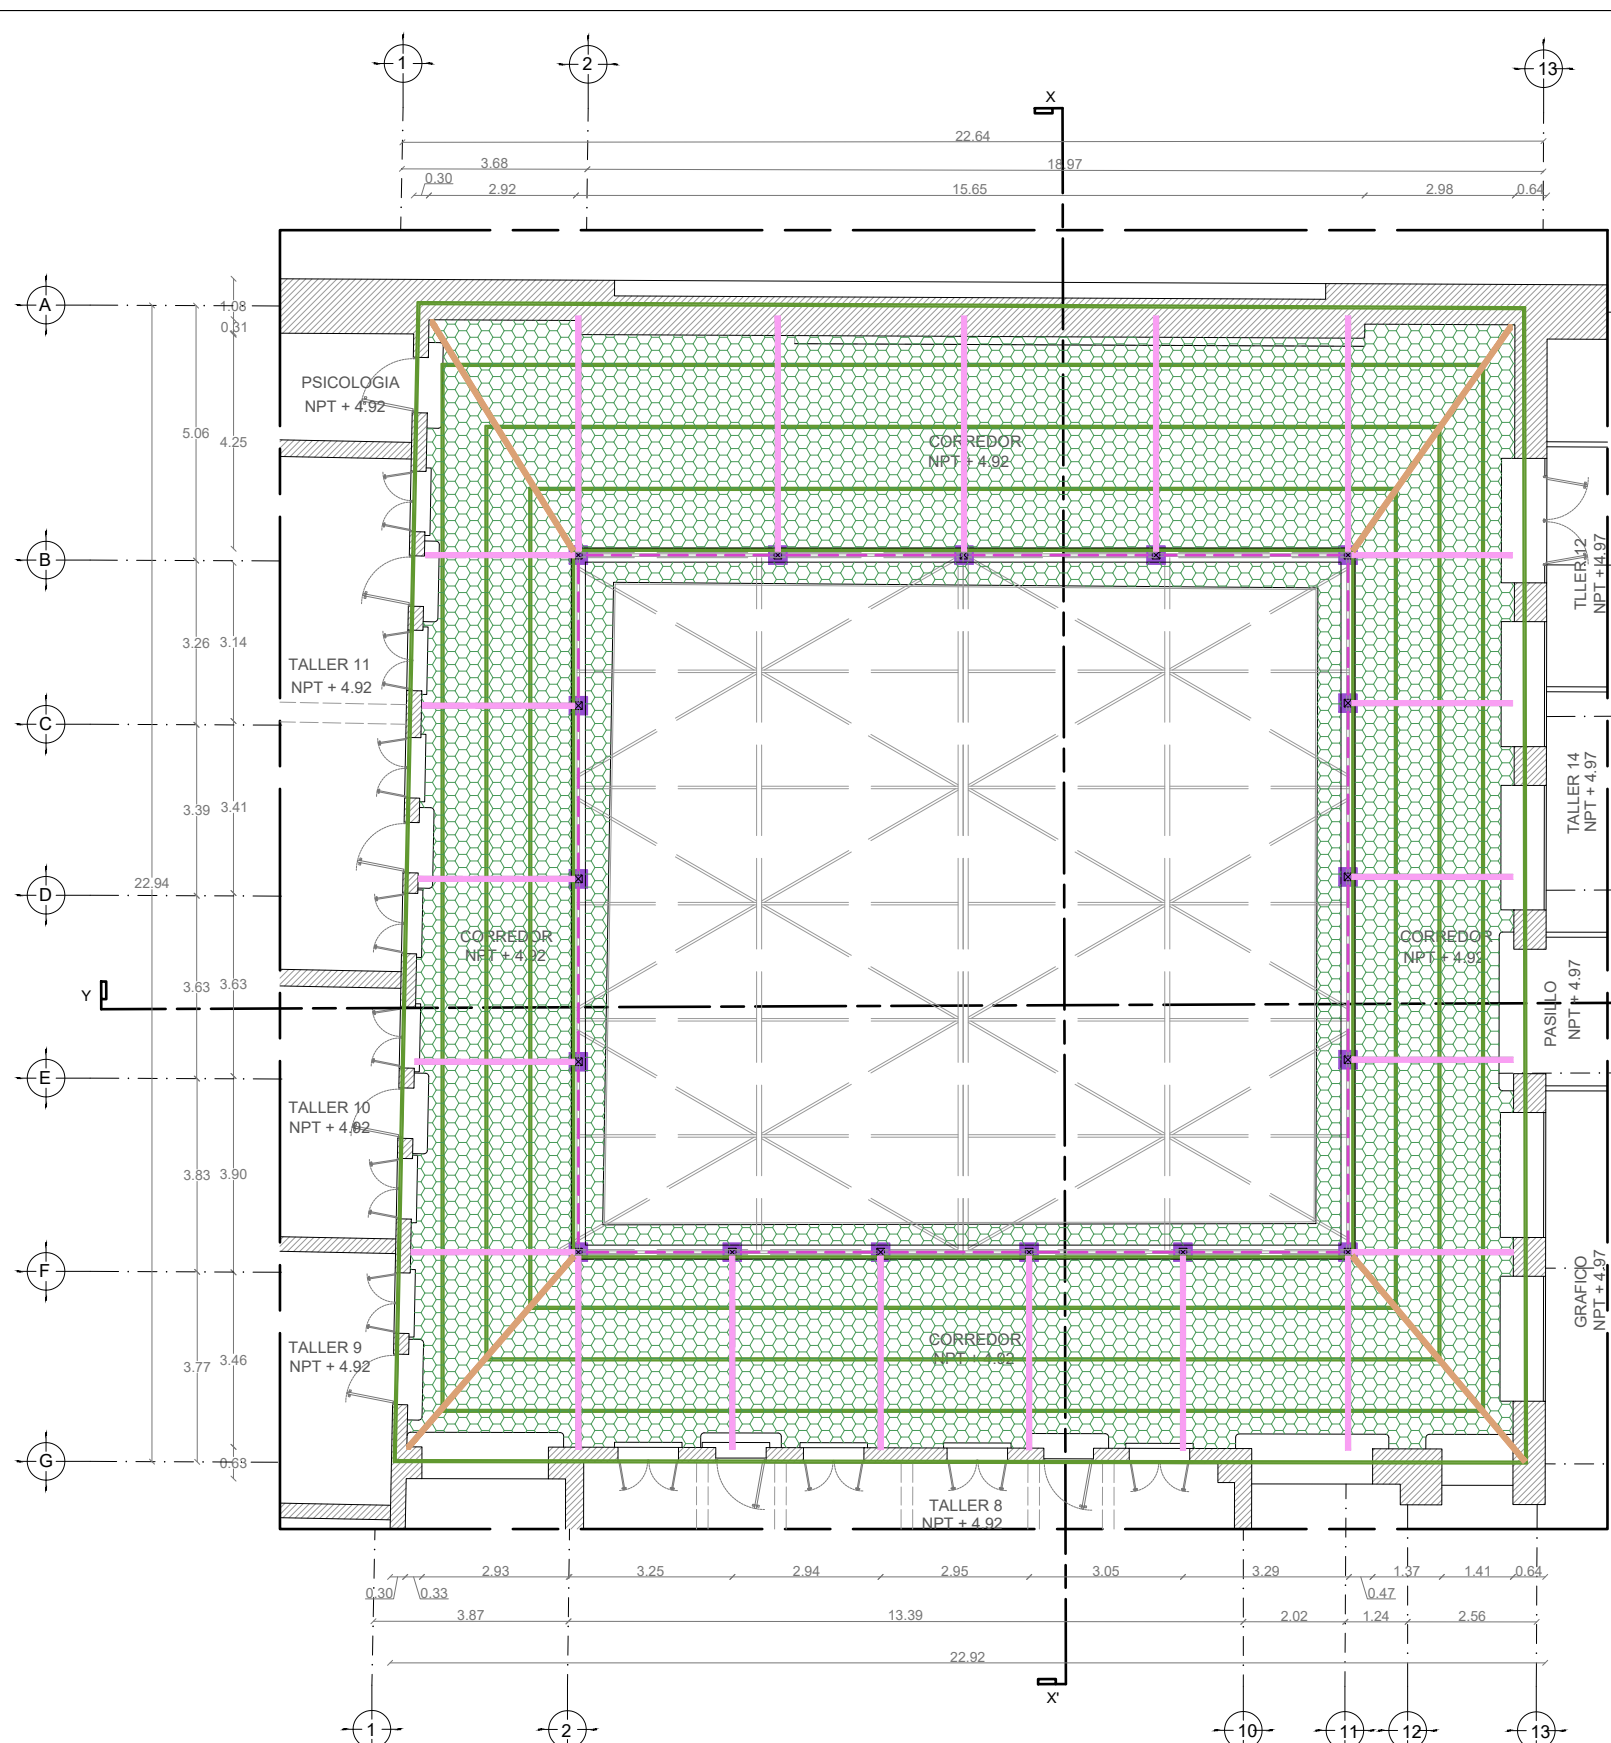 1
2
13
X
22.64
3.68
18.97
0.30
2.92
15.65
2.98
0.64
A
1.08
0.31
PSICOLOGIA
NPT + 4.92
5.06
4.25
CORREDOR
NPT + 4.92
B
TLLER 12
NPT + 4.97
3.26
3.14
TALLER 11
NPT + 4.92
C
TALLER 14
NPT + 4.97
3.39
3.41
22.94
D
CORREDOR
NPT + 4.92
CORREDOR
NPT + 4.92
3.63
3.63
Y
PASILLO
NPT + 4.97
E
TALLER 10
NPT + 4.92
3.83
3.90
F
GRAFICO
NPT + 4.97
CORREDOR
NPT + 4.92
TALLER 9
NPT + 4.92
3.77
3.46
G
0.63
TALLER 8
NPT + 4.92
2.93
3.25
2.94
2.95
3.05
3.29
1.37
1.41
0.64
0.30
0.33
0.47
3.87
13.39
2.02
1.24
2.56
22.92
X'
1
2
10
11
12
13